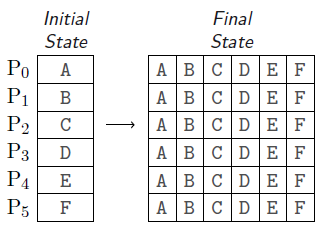 Initial State Final State
P0 A A B C D E F
P1 B A B C D E F
P2 C A B C D E F
P3 D A B C D E F
P4 E A B C D E F
P5 F A B C D E F